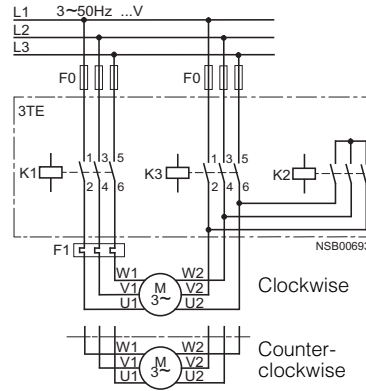 L1 3~50Hz ...V
L2
L3
F0 F0
3TE
K1 1 3 5 K3 1 3 5 K2
2 4 6 2 4 6
F1 NSB00693
W1 W2
V1 M V2
U1 3~ U2
Clockwise
W1 W2
V1 M V2
U1 3~ U2
Counter-
clockwise